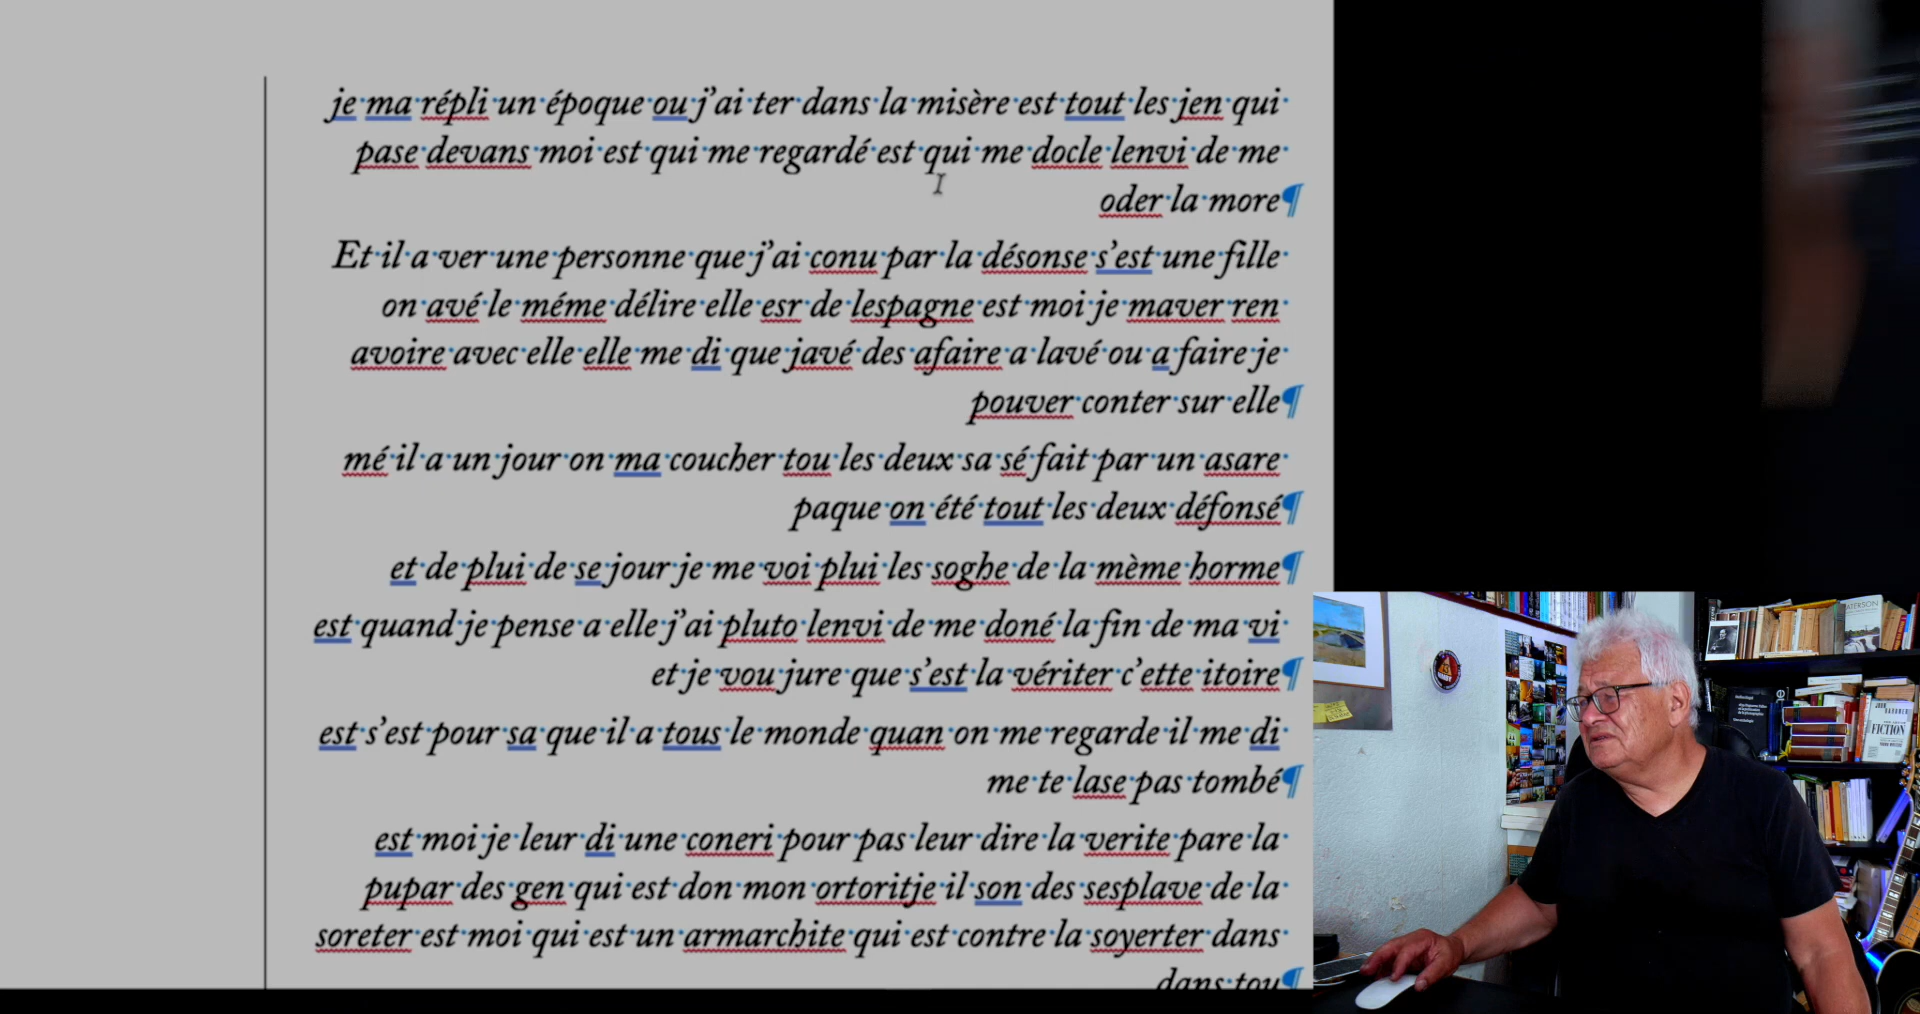 je ma répli un époque ou j’ai ter dans la misère est tout les jen qui
pase devans moi est qui me regardé est qui me docle lenvi de me
oder la more¶
Et il a ver une personne que j’ai conu par la désonse s’est une fille
on avé le méme délire elle esr de lespagne est moi je maver ren
avoire avec elle elle me di que javé des afaire a lavé ou a faire je
pouver conter sur elle¶
mé il a un jour on ma coucher tou les deux sa sé fait par un asare
paque on été tout les deux défonsé¶
et de plui de se jour je me voi plui les soghe de la mème horme¶
est quand je pense a elle j’ai pluto lenvi de me doné la fin de ma vi
et je vou jure que s’est la vériter c’ette itoire¶
est s’est pour sa que il a tous le monde quan on me regarde il me di
me te lase pas tombé¶
est moi je leur di une coneri pour pas leur dire la verite pare la
pupar des gen qui est don mon ortoritje il son des sesplave de la
soreter est moi qui est un armarchite qui est contre la soyerter dans
dans tou¶
FICTION